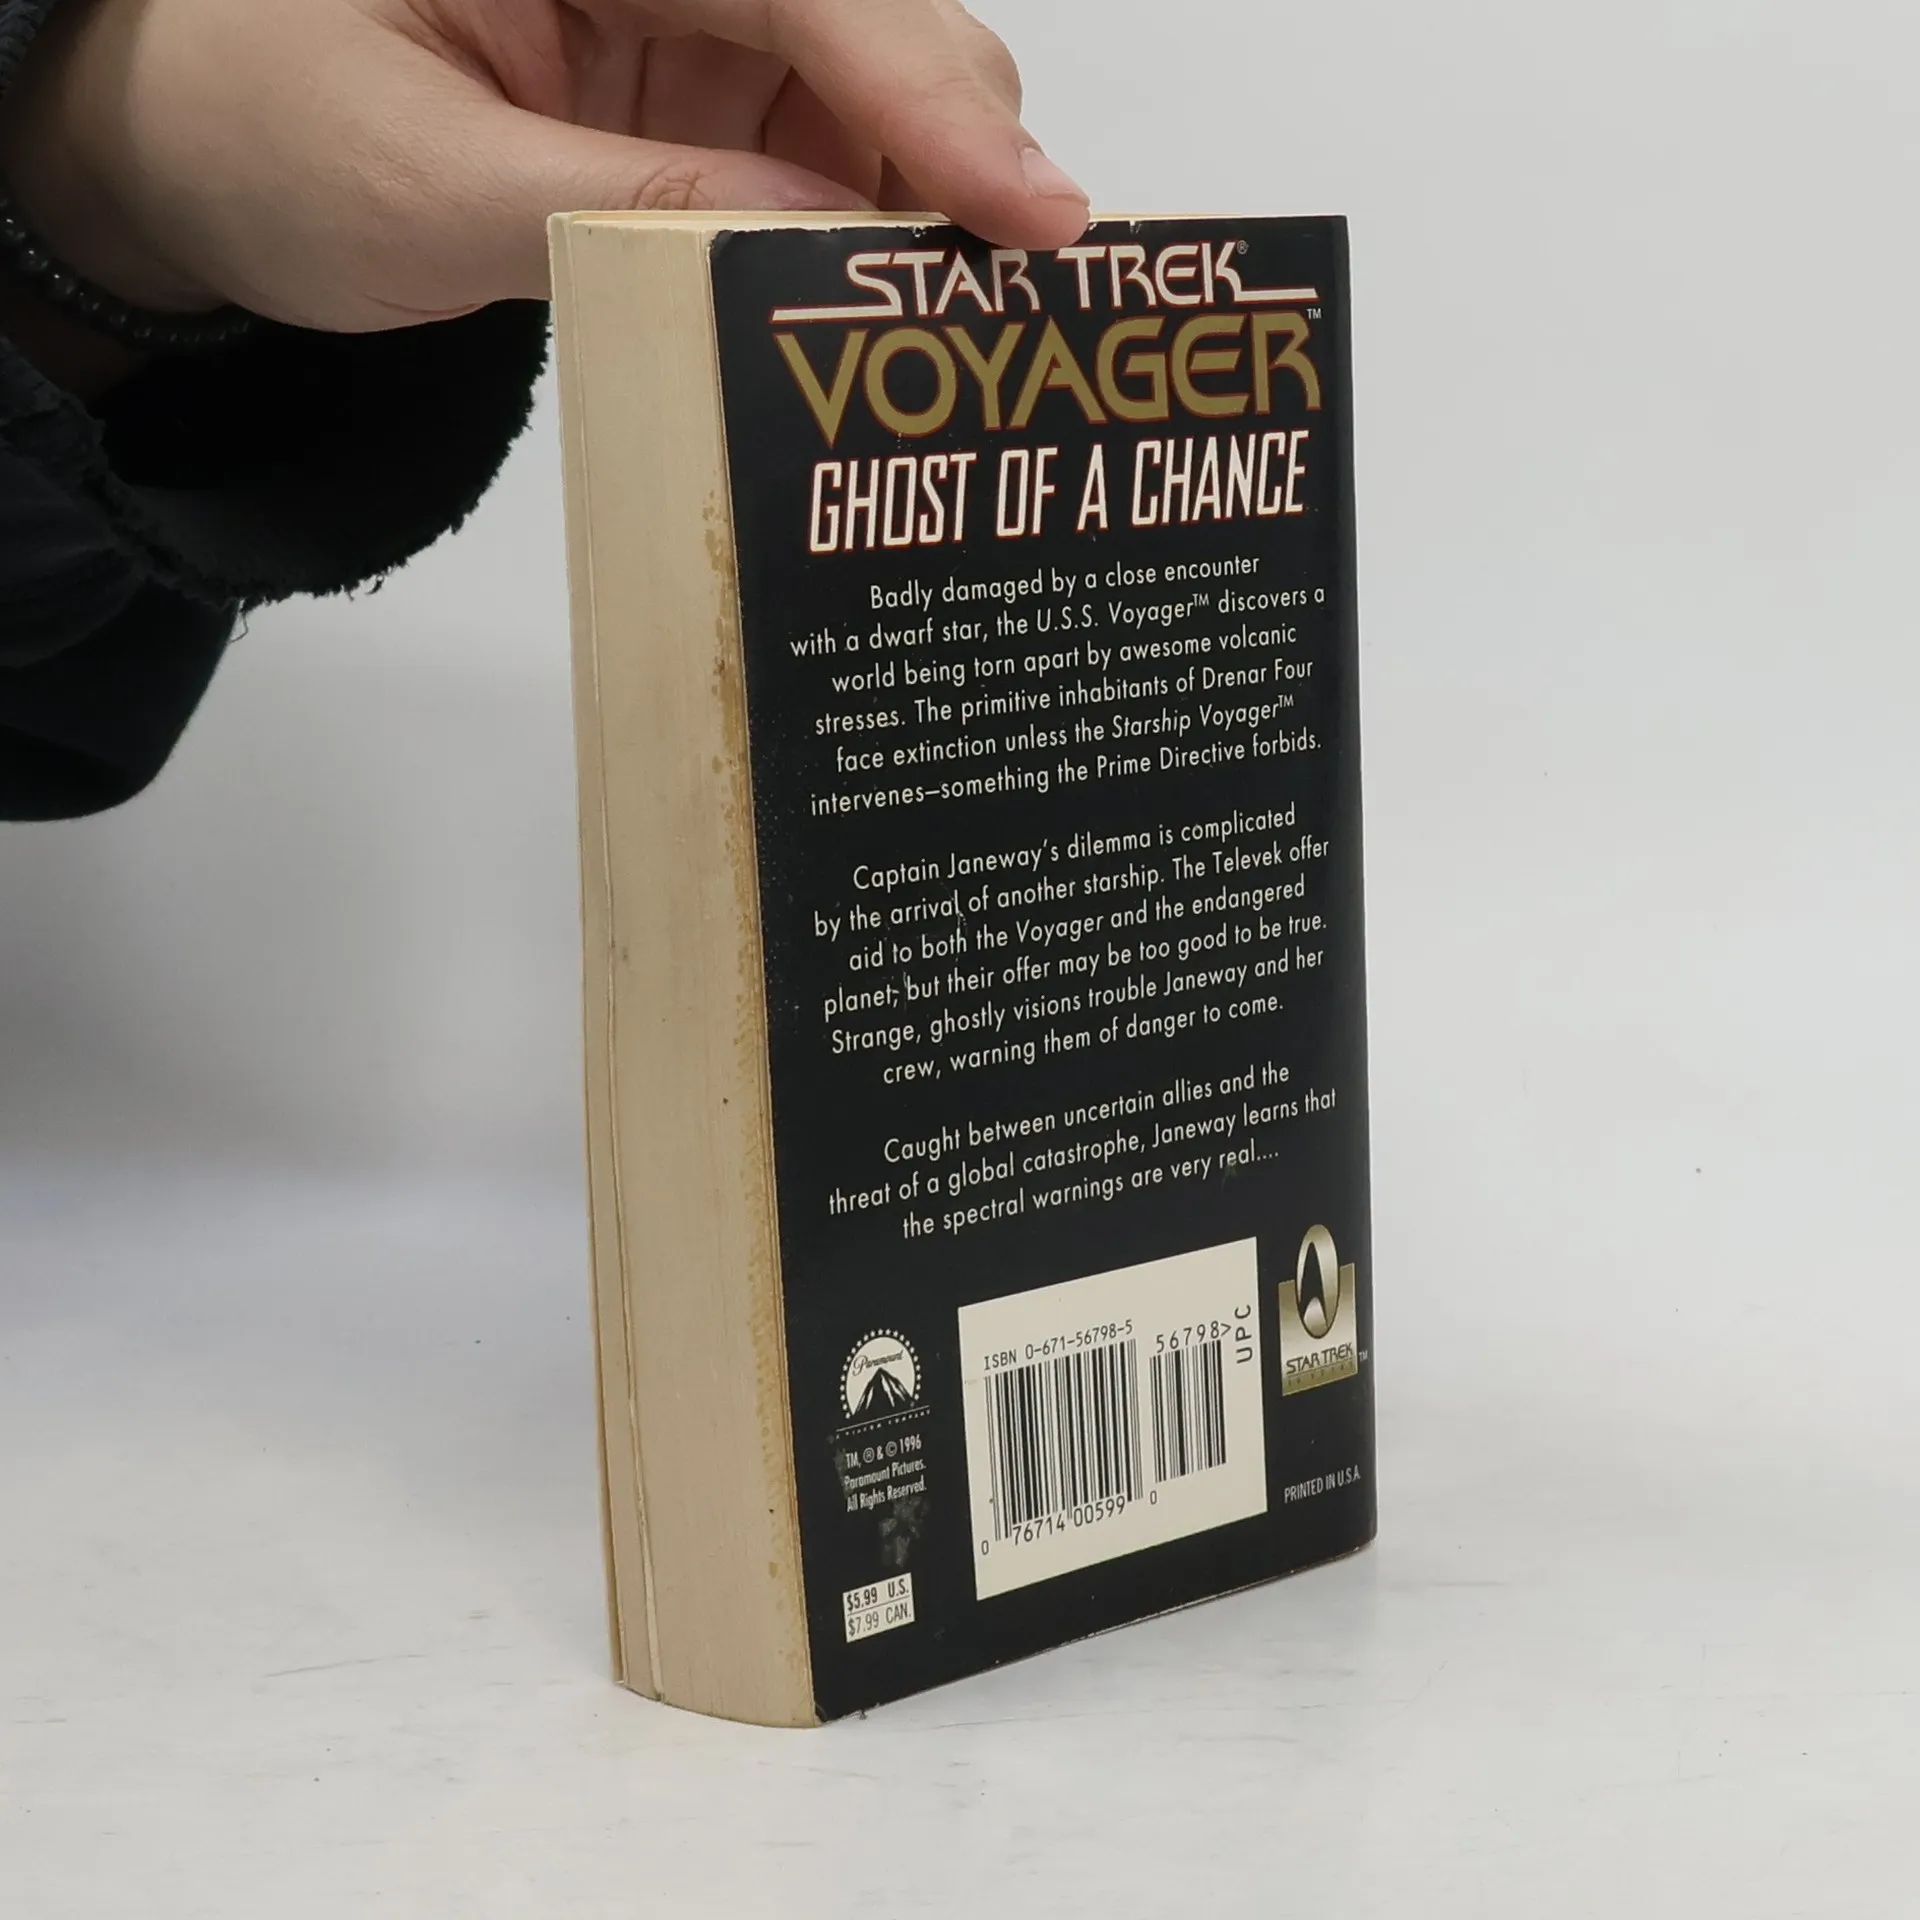 STAR TREK®
VOYAGER™
GHOST OF A CHANCE
Badly damaged by a close encounter
with a dwarf star, the U.S.S. Voyager™ discovers a
world being torn apart by awesome volcanic
stresses. The primitive inhabitants of Drenar Four
face extinction unless the Starship Voyager™
intervenes—something the Prime Directive forbids.
Captain Janeway's dilemma is complicated
by the arrival of another starship. The Televek offer
aid to both the Voyager and the endangered
planet, but their offer may be too good to be true.
Strange, ghostly visions trouble Janeway and her
crew, warning them of danger to come.
Caught between uncertain allies and the
threat of a global catastrophe, Janeway learns that
the spectral warnings are very real....
Paramount
A VIACOM COMPANY
TM, ® & © 1996
Paramount Pictures.
All Rights Reserved.
$5.99 U.S.
$7.99 CAN.
ISBN 0-671-56798-5
56798>
UPC
0 76714 00599 0
STAR TREK™
PRINTED IN U.S.A.